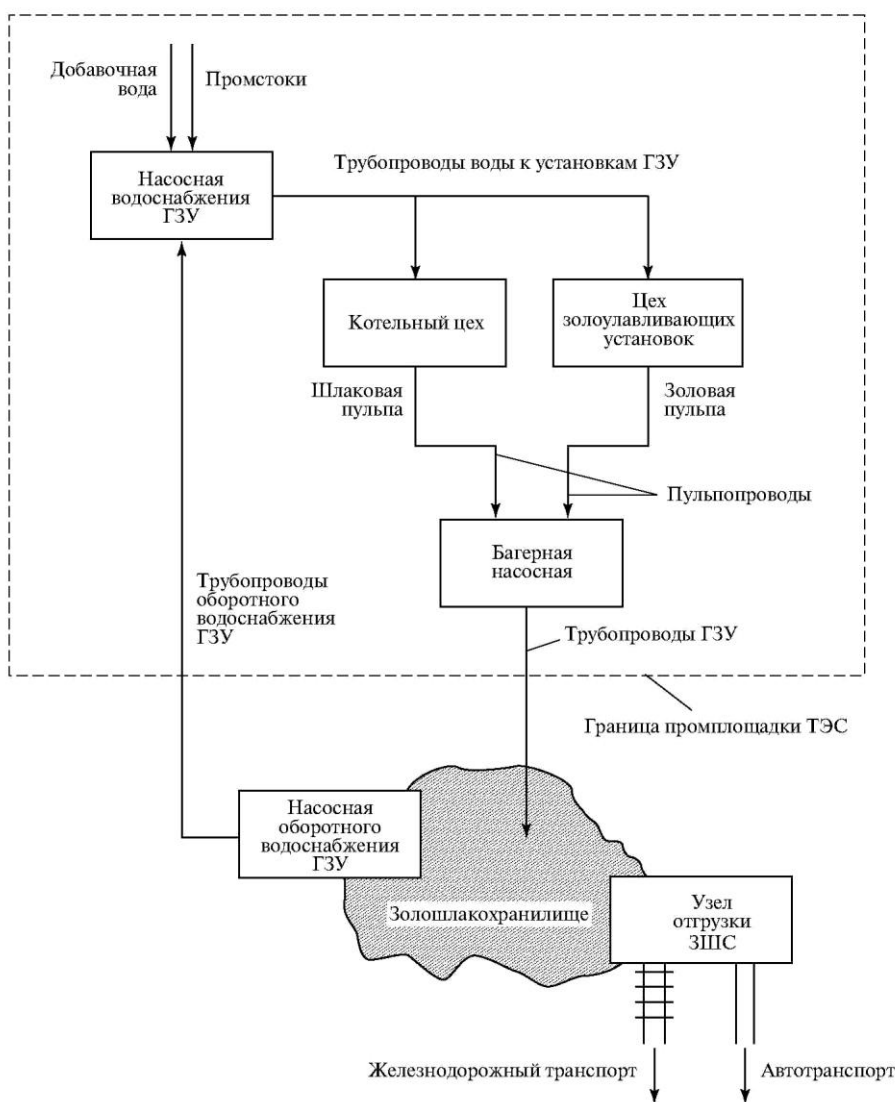 Добавочная
вода
Промстоки
Насосная
водоснабжения
ГЗУ
Трубопроводы воды к установкам ГЗУ
Котельный цех
Цех
золоулавливающих
установок
Шлаковая
пульпа
Золовая
пульпа
Пульпопроводы
Багерная
насосная
Трубопроводы
оборотного
водоснабжения
ГЗУ
Трубопроводы ГЗУ
Граница промплощадки ТЭС
Насосная
оборотного
водоснабжения
ГЗУ
Золошлакохранилище
Узел
отгрузки
ЗШС
Железнодорожный транспорт
Автотранспорт